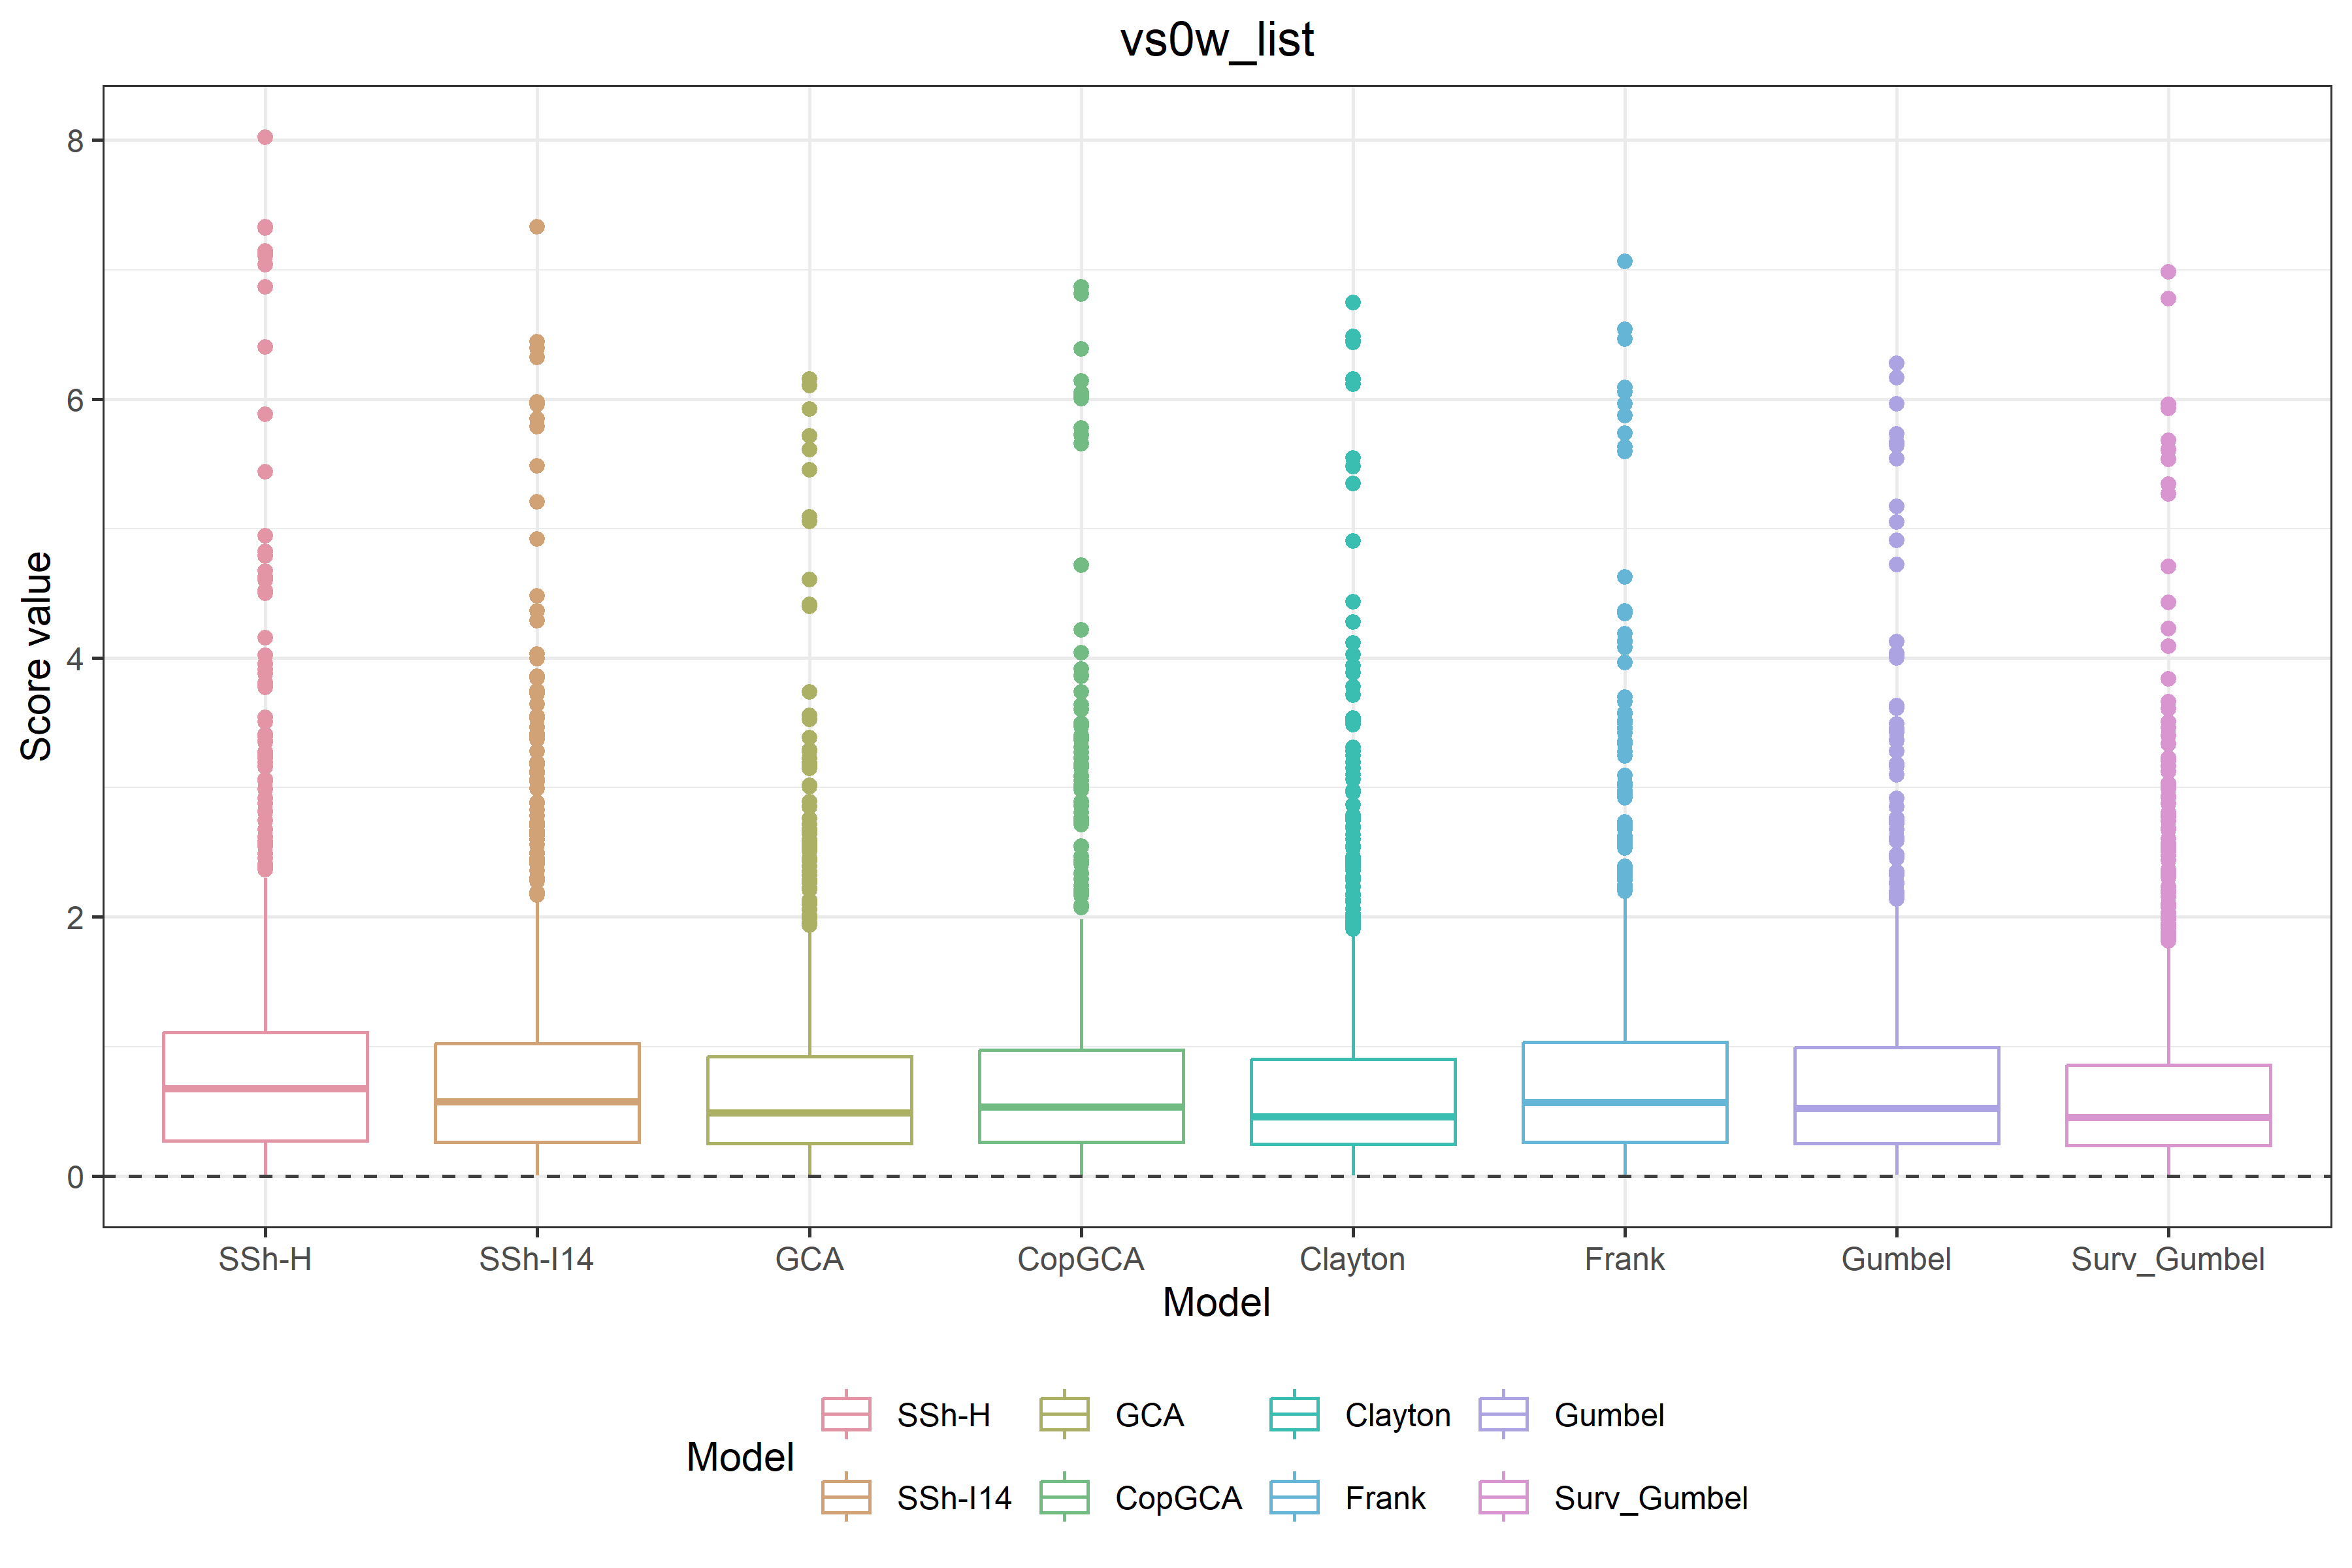 vs0w_list
Score value
8
6
4
2
0
SSh-H SSh-I14 GCA CopGCA Clayton Frank Gumbel Surv_Gumbel
Model
Model
SSh-H GCA Clayton Gumbel
SSh-I14 CopGCA Frank Surv_Gumbel